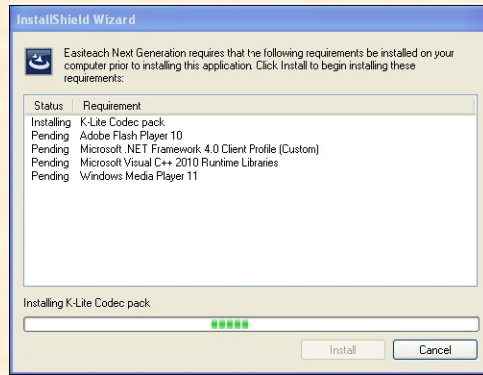 InstallShield Wizard
Easiteach Next Generation requires that the following requirements be installed on your
computer prior to installing this application. Click Install to begin installing these
requirements:
Status Requirement
Installing K-Lite Codec pack
Pending Adobe Flash Player 10
Pending Microsoft .NET Framework 4.0 Client Profile (Custom)
Pending Microsoft Visual C++ 2010 Runtime Libraries
Pending Windows Media Player 11
Installing K-Lite Codec pack
Install Cancel